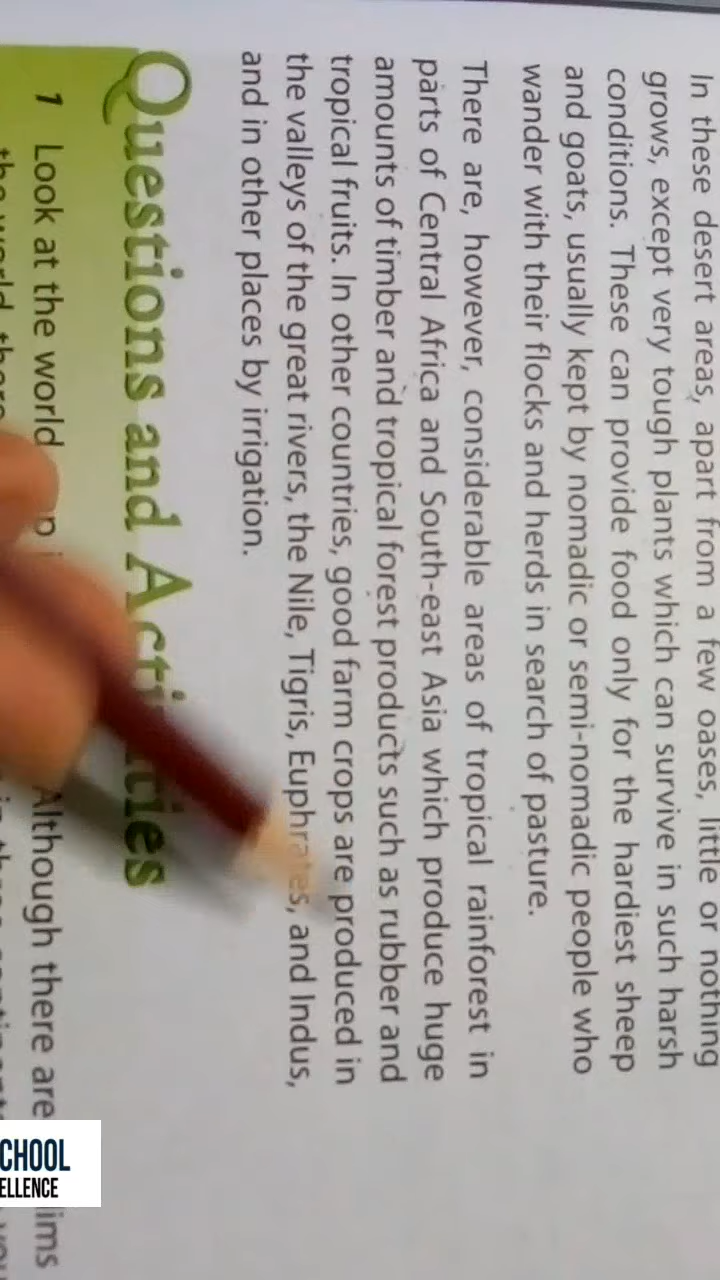 In these desert areas, apart from a few oases, little or nothing
grows, except very tough plants which can survive in such harsh
conditions. These can provide food only for the hardiest sheep
and goats, usually kept by nomadic or semi-nomadic people who
wander with their flocks and herds in search of pasture.
There are, however, considerable areas of tropical rainforest in
parts of Central Africa and South-east Asia which produce huge
amounts of timber and tropical forest products such as rubber and
tropical fruits. In other countries, good farm crops are produced in
the valleys of the great rivers, the Nile, Tigris, Euphrates, and Indus,
and in other places by irrigation.
Questions and Activities
1 Look at the world Although there are
the world
CHOOL
ELLENCE